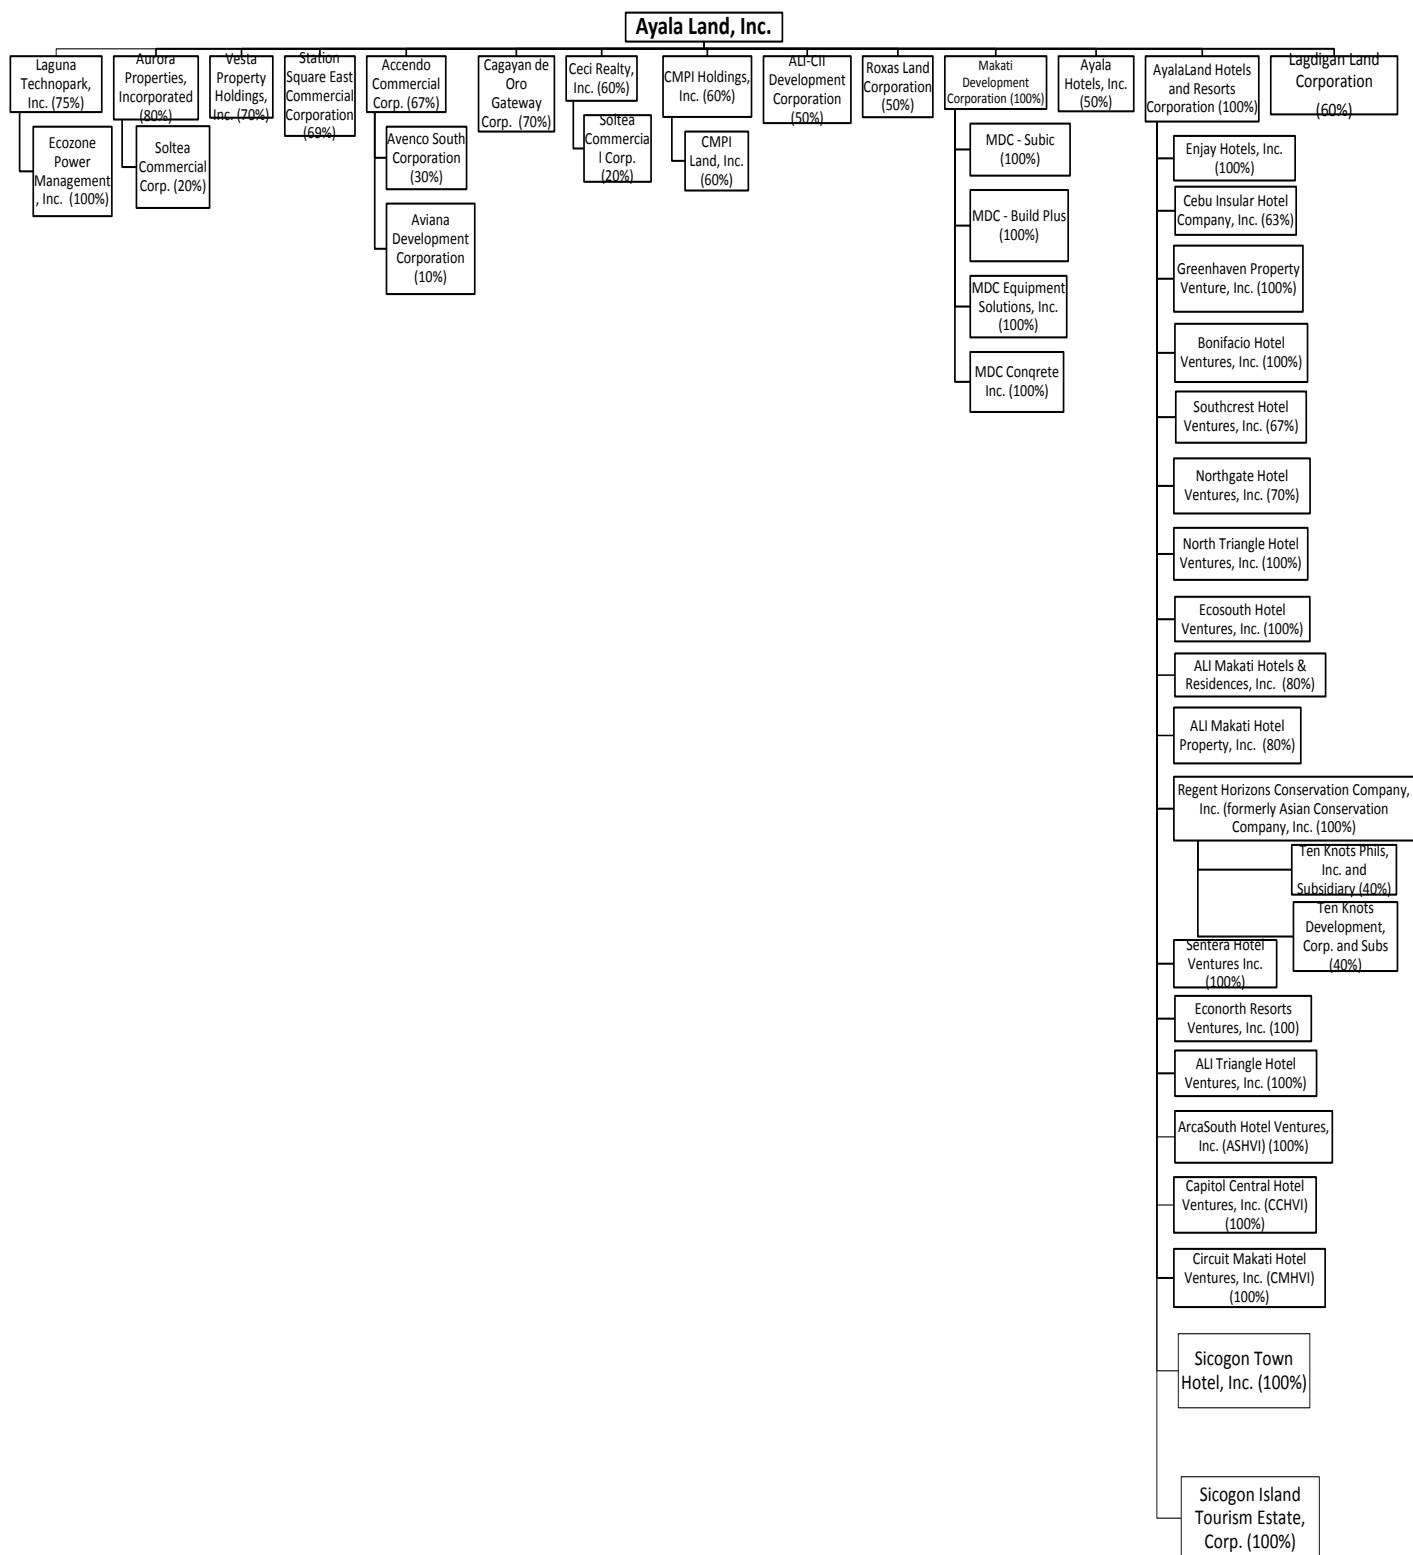 Ayala Land, Inc.
Laguna
Technopark,
Inc. (75%)
Ecozone
Power
Management
, Inc. (100%)
Aurora
Properties,
Incorporated
(80%)
Soltea
Commercial
Corp. (20%)
Vesta
Property
Holdings,
Inc. (70%)
Station
Square East
Commercial
Corporation
(69%)
Accendo
Commercial
Corp. (67%)
Avenco South
Corporation
(30%)
Aviana
Development
Corporation
(10%)
Cagayan de
Oro
Gateway
Corp. (70%)
Ceci Realty,
Inc. (60%)
Soltea
Commercia
l Corp.
(20%)
CMPI Holdings,
Inc. (60%)
CMPI
Land, Inc.
(60%)
ALI-CII
Development
Corporation
(50%)
Roxas Land
Corporation
(50%)
Makati
Development
Corporation (100%)
MDC - Subic
(100%)
MDC - Build Plus
(100%)
MDC Equipment
Solutions, Inc.
(100%)
MDC Conqrete
Inc. (100%)
Ayala
Hotels, Inc.
(50%)
AyalaLand Hotels
and Resorts
Corporation (100%)
Enjay Hotels, Inc.
(100%)
Cebu Insular Hotel
Company, Inc. (63%)
Greenhaven Property
Venture, Inc. (100%)
Bonifacio Hotel
Ventures, Inc. (100%)
Southcrest Hotel
Ventures, Inc. (67%)
Northgate Hotel
Ventures, Inc. (70%)
North Triangle Hotel
Ventures, Inc. (100%)
Ecosouth Hotel
Ventures, Inc. (100%)
ALI Makati Hotels &
Residences, Inc. (80%)
ALI Makati Hotel
Property, Inc. (80%)
Regent Horizons Conservation Company,
Inc. (formerly Asian Conservation
Company, Inc. (100%)
Ten Knots Phils,
Inc. and
Subsidiary (40%)
Ten Knots
Development,
Corp. and Subs
(40%)
Sentera Hotel
Ventures Inc.
(100%)
Econorth Resorts
Ventures, Inc. (100)
ALI Triangle Hotel
Ventures, Inc. (100%)
ArcaSouth Hotel Ventures,
Inc. (ASHVI) (100%)
Capitol Central Hotel
Ventures, Inc. (CCHVI)
(100%)
Circuit Makati Hotel
Ventures, Inc. (CMHVI)
(100%)
Sicogon Town
Hotel, Inc. (100%)
Sicogon Island
Tourism Estate,
Corp. (100%)
Lagdigan Land
Corporation
(60%)